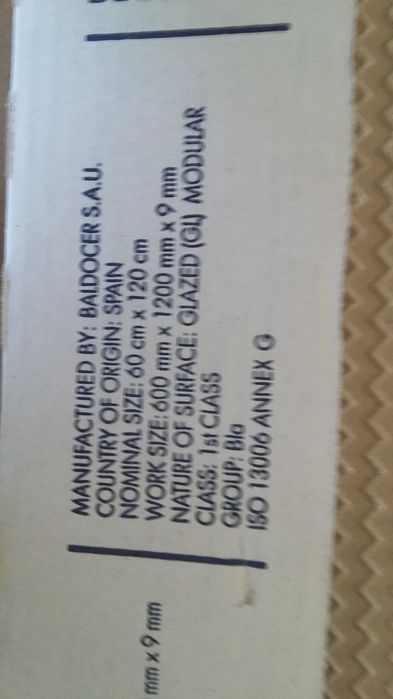 MANUFACTURED BY: BALDOCER S.A.U.
COUNTRY OF ORIGIN: SPAIN
NOMINAL SIZE: 60 cm x 120 cm
WORK SIZE: 600 mm x 1200 mm x 9 mm
NATURE OF SURFACE: GLAZED (GL) MODULAR
CLASS: 1st CLASS
GROUP: BIa
ISO 13006 ANNEX G
mm x 9 mm